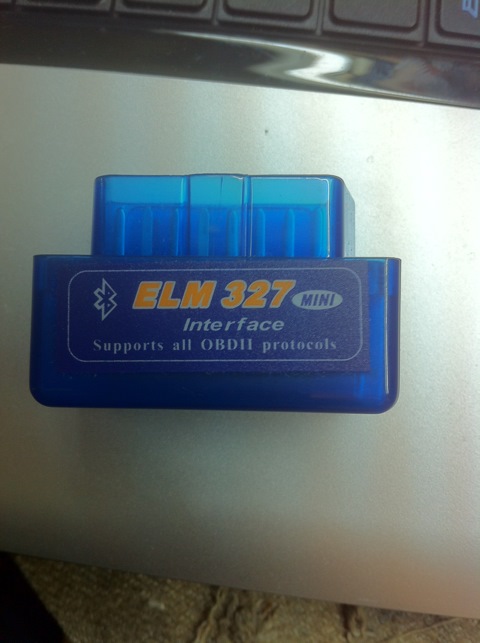 ELM 327 MINI
Interface
Supports all OBDII protocols